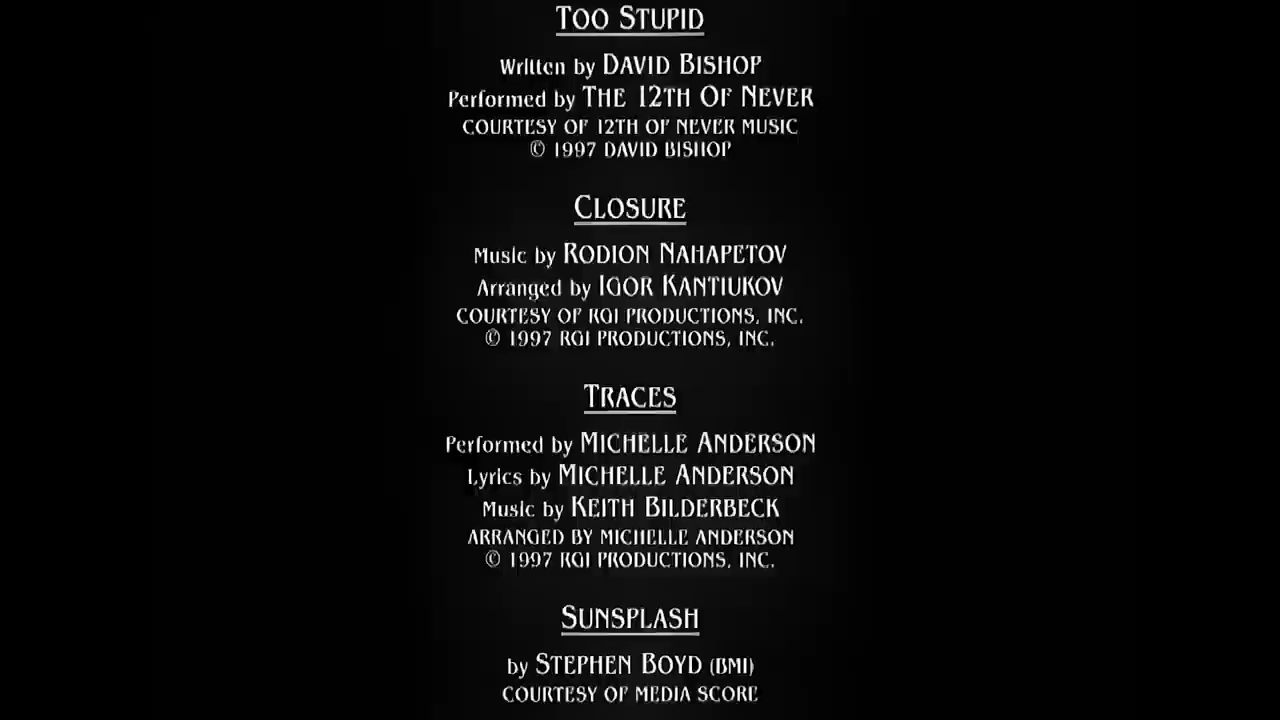 TOO STUPID
Written by DAVID BISHOP
Performed by THE 12TH OF NEVER
COURTESY OF 12TH OF NEVER MUSIC
© 1997 DAVID BISHOP
CLOSURE
Music by RODION NAHAPETOV
Arranged by IGOR KANTIUKOV
COURTESY OF RGI PRODUCTIONS, INC.
© 1997 RGI PRODUCTIONS, INC.
TRACES
Performed by MICHELLE ANDERSON
Lyrics by MICHELLE ANDERSON
Music by KEITH BILDERBECK
ARRANGED BY MICHELLE ANDERSON
© 1997 RGI PRODUCTIONS, INC.
SUNSPLASH
by STEPHEN BOYD (BMI)
COURTESY OF MEDIA SCORE